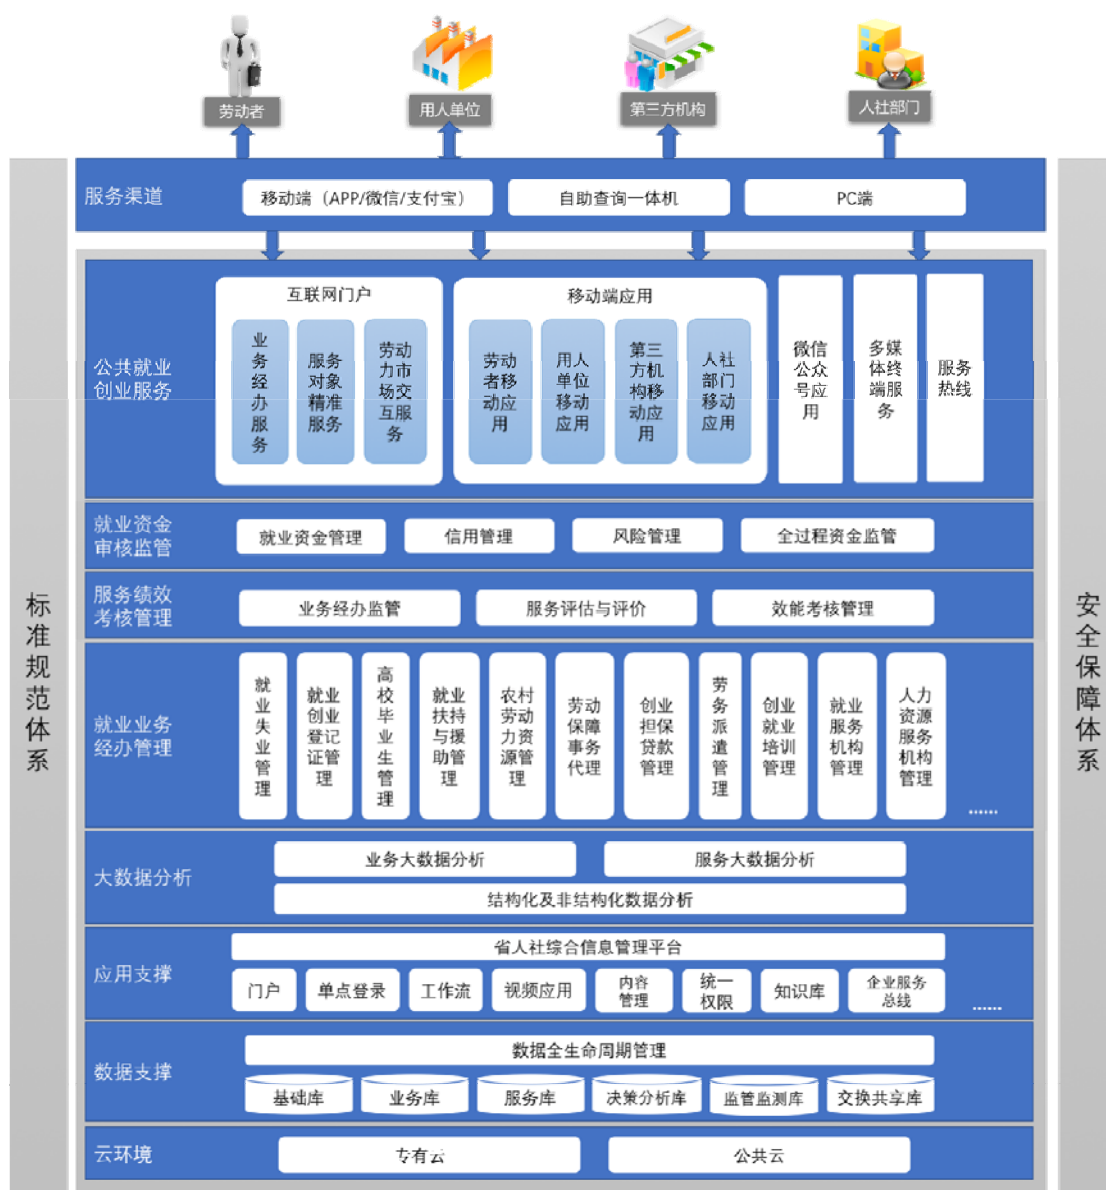 劳动者
用人单位
第三方机构
人社部门
服务渠道
移动端（APP/微信/支付宝）
自助查询一体机
PC端
公共就业
创业服务
互联网门户
业
务
经
办
服
务
服务
对象
精准
服务
劳动
力市
场交
互服
务
移动端应用
劳动
者移
动应
用
用人
单位
移动
应用
第三
方机
构移
动应
用
人社
部门
移动
应用
微信
公众
号应
用
多媒
体终
端服
务
服务
热线
就业资金
审核监管
就业资金管理
信用管理
风险管理
全过程资金监管
服务绩效
考核管理
业务经办监管
服务评估与评价
效能考核管理
就业业务
经办管理
就
业
失
业
管
理
就业
创业
登记
证管
理
高
校
毕
业
生
管
理
就业
扶持
与援
助管
理
农村
劳动
力资
源管
理
劳动
保障
事务
代理
创业
担保
贷款
管理
劳
务
派
遣
管
理
创业
就业
培训
管理
就业
服务
机构
管理
人力
资源
服务
机构
管理
......
大数据分析
业务大数据分析
服务大数据分析
结构化及非结构化数据分析
应用支撑
省人社综合信息管理平台
门户
单点登录
工作流
视频应用
内容
管理
统一
权限
知识库
企业服务
总线
......
数据支撑
数据全生命周期管理
基础库
业务库
服务库
决策分析库
监管监测库
交换共享库
云环境
专有云
公共云
标
准
规
范
体
系
安
全
保
障
体
系